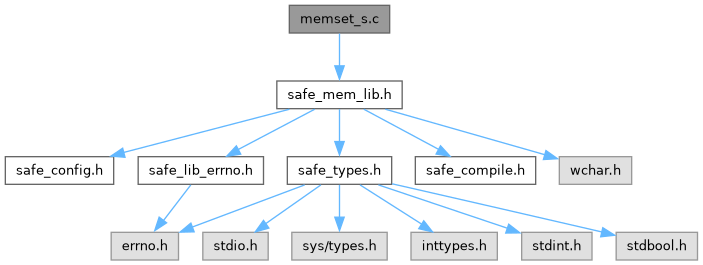 memset_s.c
safe_mem_lib.h
safe_config.h
safe_lib_errno.h
safe_types.h
safe_compile.h
wchar.h
errno.h
stdio.h
sys/types.h
inttypes.h
stdint.h
stdbool.h